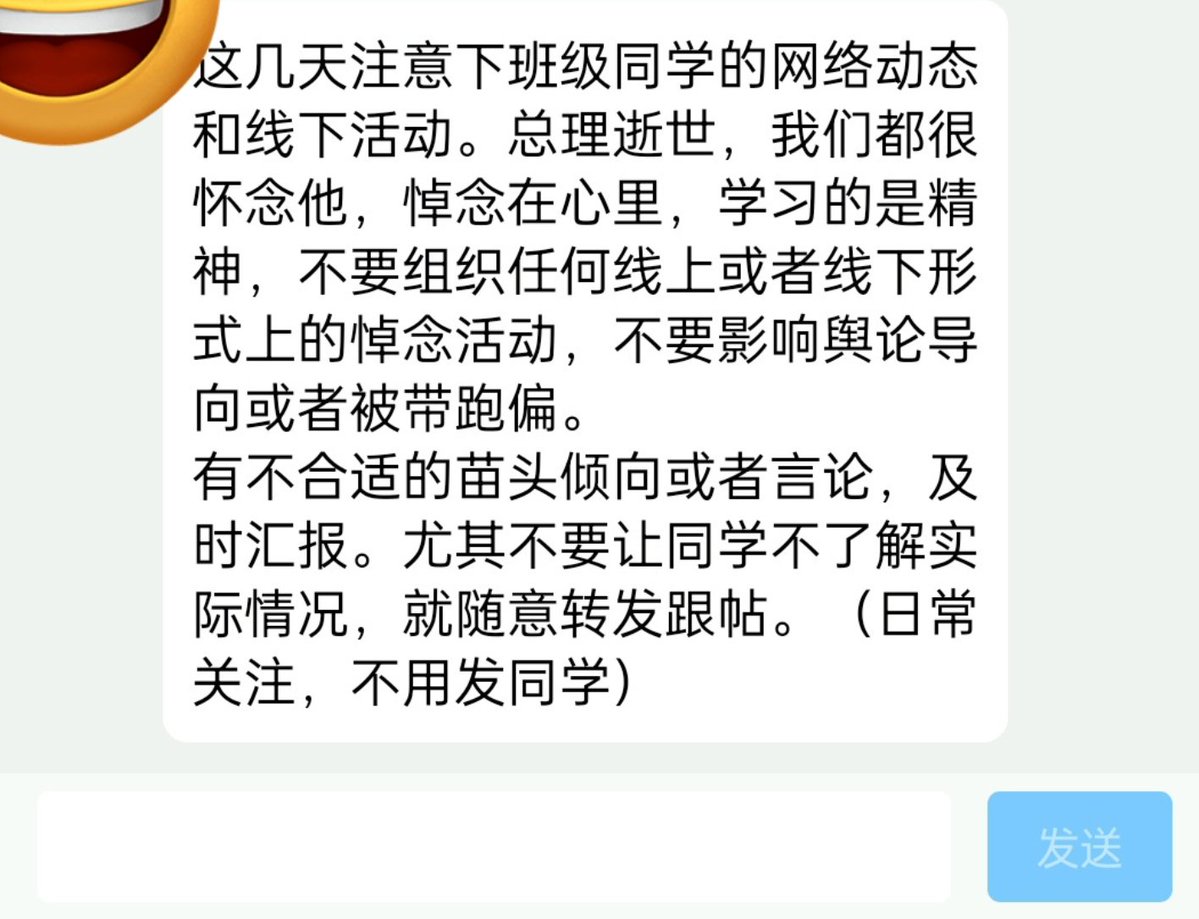 这几天注意下班级同学的网络动态
和线下活动。总理逝世，我们都很
怀念他，悼念在心里，学习的是精
神，不要组织任何线上或者线下形
式上的悼念活动，不要影响舆论导
向或者被带跑偏。
有不合适的苗头倾向或者言论，及
时汇报。尤其不要让同学不了解实
际情况，就随意转发跟帖。（日常
关注，不用发同学）
发送